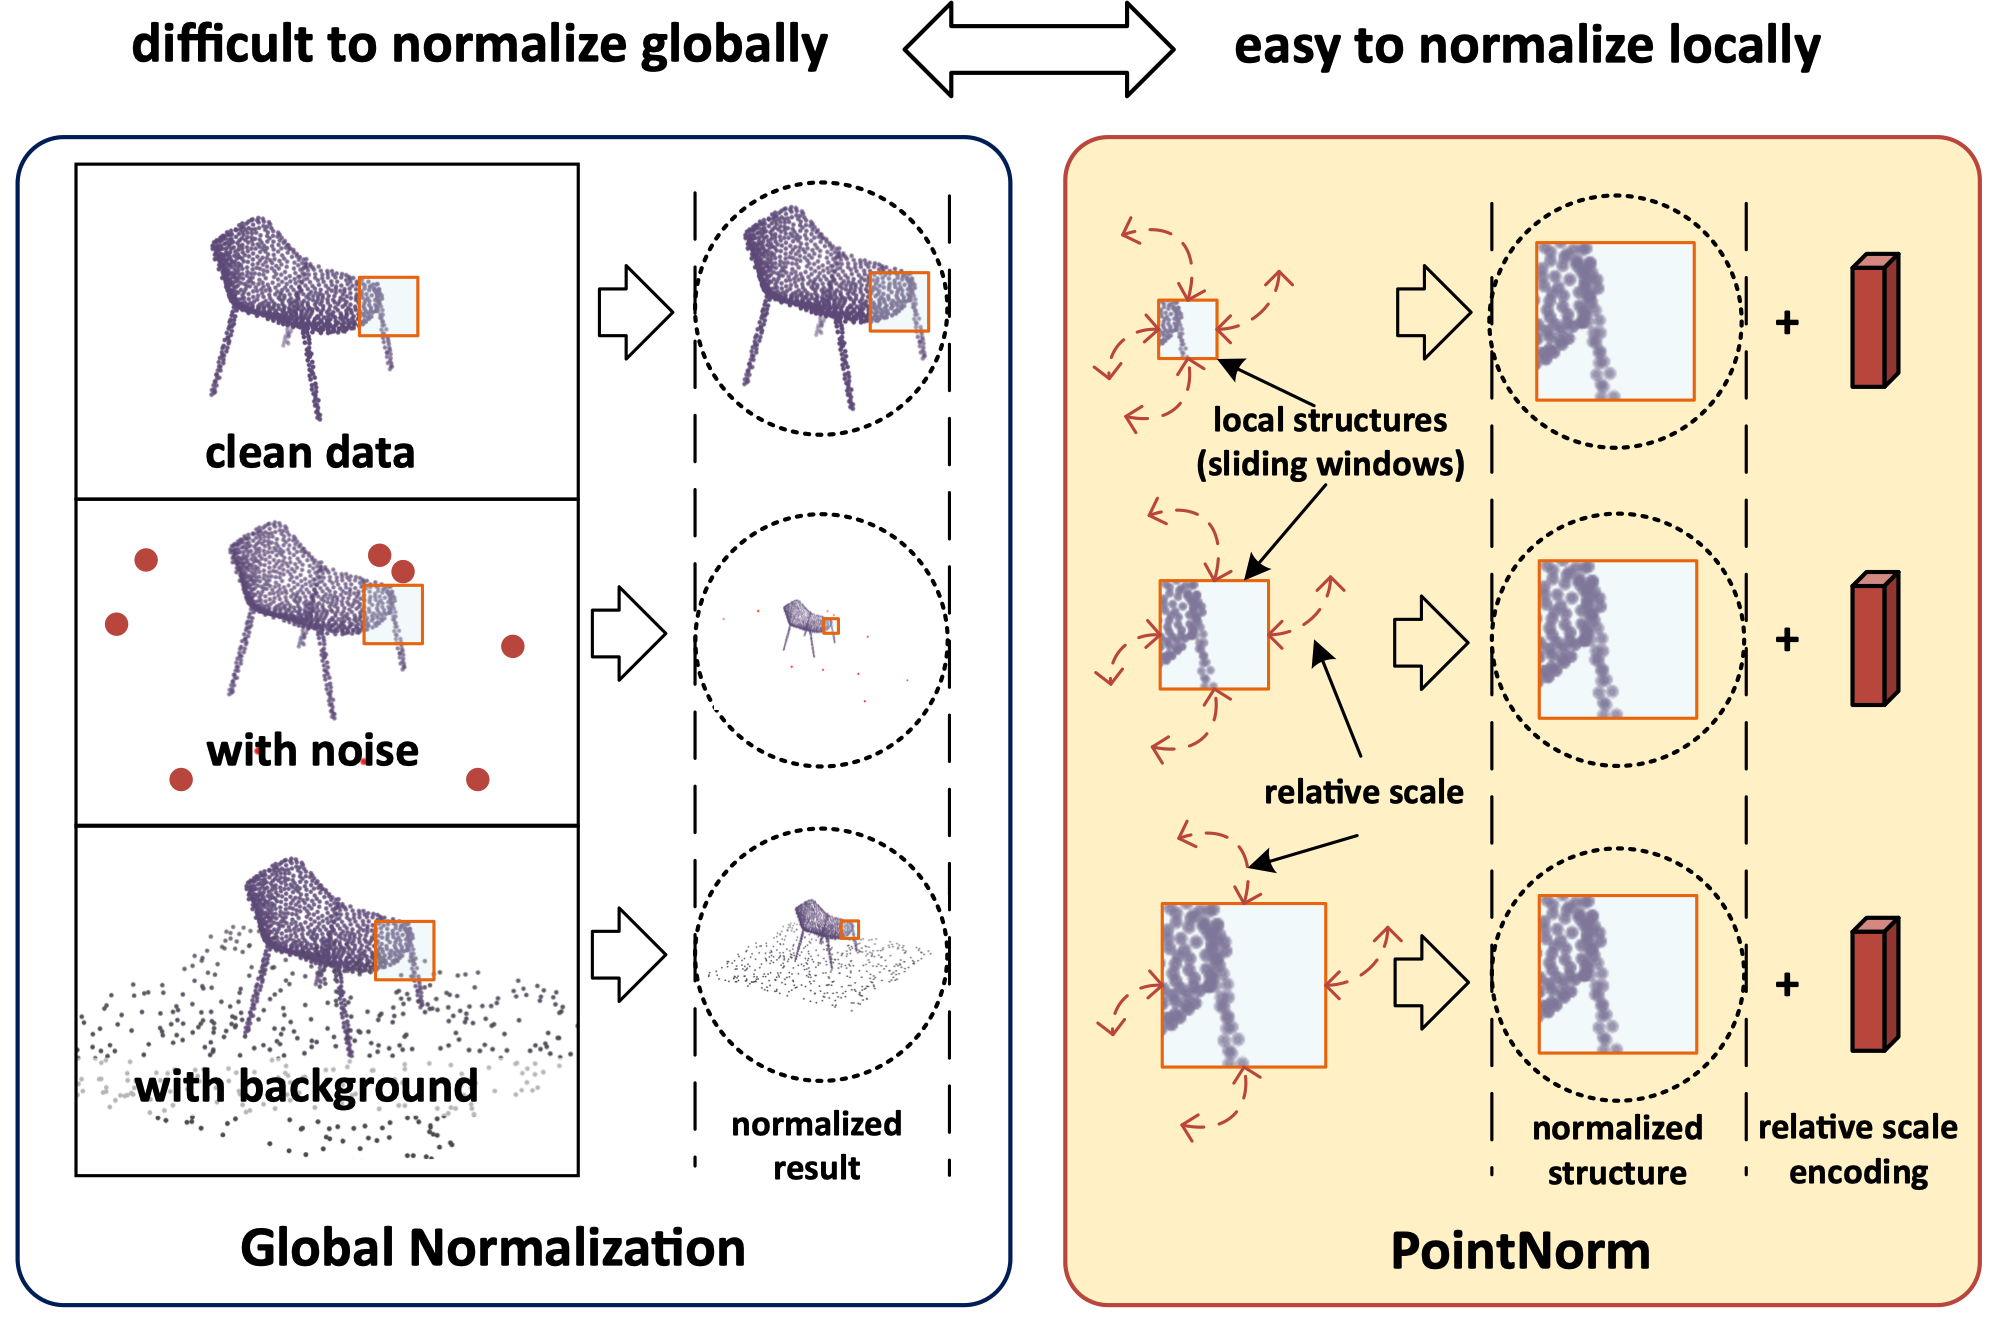 difficult to normalize globally
easy to normalize locally
clean data
with noise
with background
normalized
result
Global Normalization
local structures
(sliding windows)
relative scale
+
+
+
normalized
structure
relative scale
encoding
PointNorm